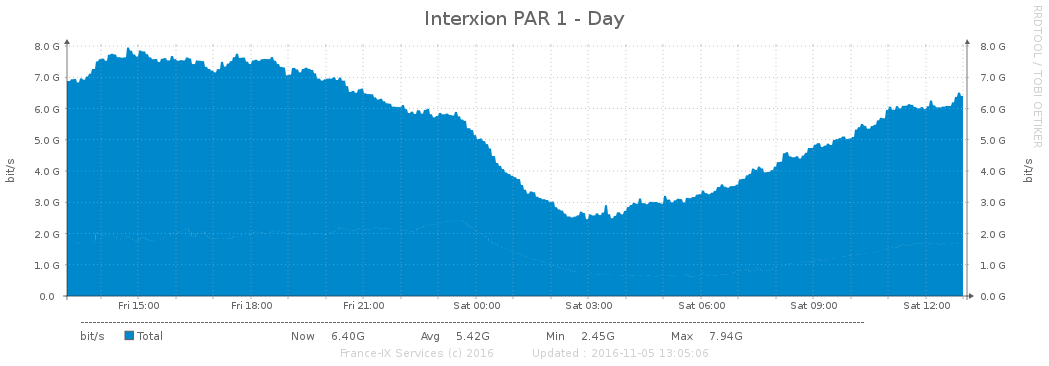 Interxion PAR 1 - Day
RRDTOOL / TOBI OETIKER
bit/s
8.0 G
7.0 G
6.0 G
5.0 G
4.0 G
3.0 G
2.0 G
1.0 G
0.0
8.0 G
7.0 G
6.0 G
5.0 G
4.0 G
3.0 G
2.0 G
1.0 G
0.0 G
bit/s
Fri 15:00 Fri 18:00 Fri 21:00 Sat 00:00 Sat 03:00 Sat 06:00 Sat 09:00 Sat 12:00
bit/s Total Now 6.40G Avg 5.42G Min 2.45G Max 7.94G
France-IX Services (c) 2016 Updated : 2016-11-05 13:05:06